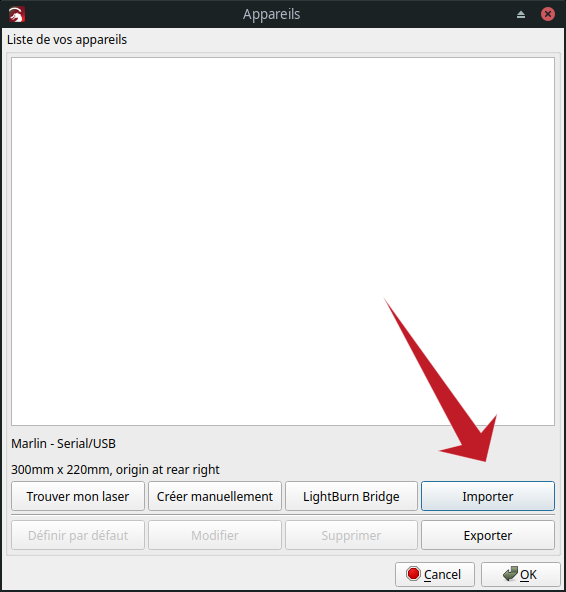 Appareils
Liste de vos appareils
Marlin - Serial/USB
300mm x 220mm, origin at rear right
Trouver mon laser Créer manuellement LightBurn Bridge Importer
Définir par défaut Modifier Supprimer Exporter
Cancel OK